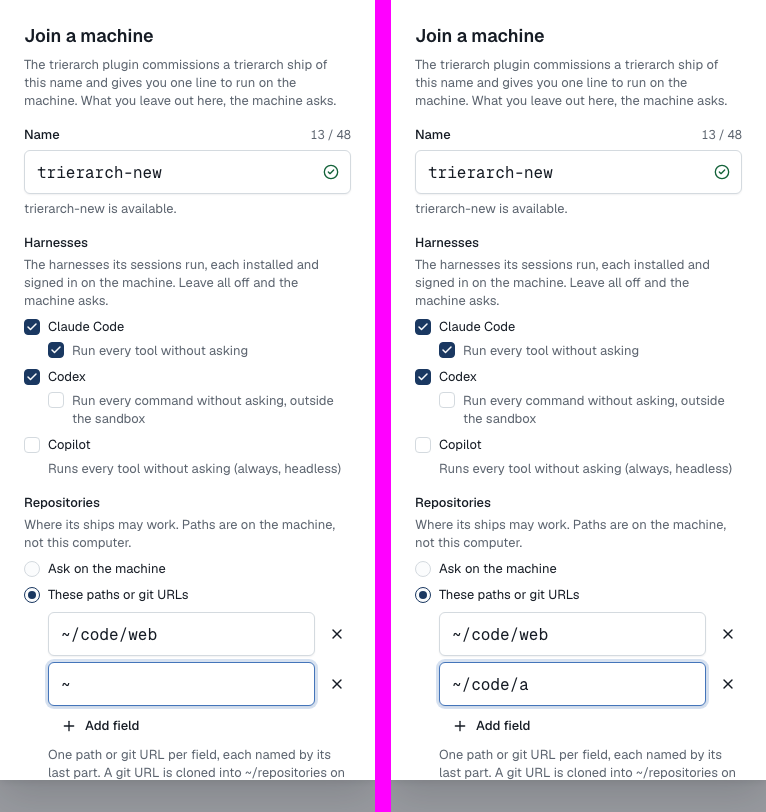 Join a machine
The trierarch plugin commissions a trierarch ship of
this name and gives you one line to run on the
machine. What you leave out here, the machine asks.
Name 13 / 48
trierarch-new
trierarch-new is available.
Harnesses
The harnesses its sessions run, each installed and
signed in on the machine. Leave all off and the
machine asks.
Claude Code
Run every tool without asking
Codex
Run every command without asking, outside
the sandbox
Copilot
Runs every tool without asking (always, headless)
Repositories
Where its ships may work. Paths are on the machine,
not this computer.
Ask on the machine
These paths or git URLs
~/code/web
~
Add field
One path or git URL per field, each named by its
last part. A git URL is cloned into ~/repositories on
Join a machine
The trierarch plugin commissions a trierarch ship of
this name and gives you one line to run on the
machine. What you leave out here, the machine asks.
Name 13 / 48
trierarch-new
trierarch-new is available.
Harnesses
The harnesses its sessions run, each installed and
signed in on the machine. Leave all off and the
machine asks.
Claude Code
Run every tool without asking
Codex
Run every command without asking, outside
the sandbox
Copilot
Runs every tool without asking (always, headless)
Repositories
Where its ships may work. Paths are on the machine,
not this computer.
Ask on the machine
These paths or git URLs
~/code/web
~/code/a
Add field
One path or git URL per field, each named by its
last part. A git URL is cloned into ~/repositories on